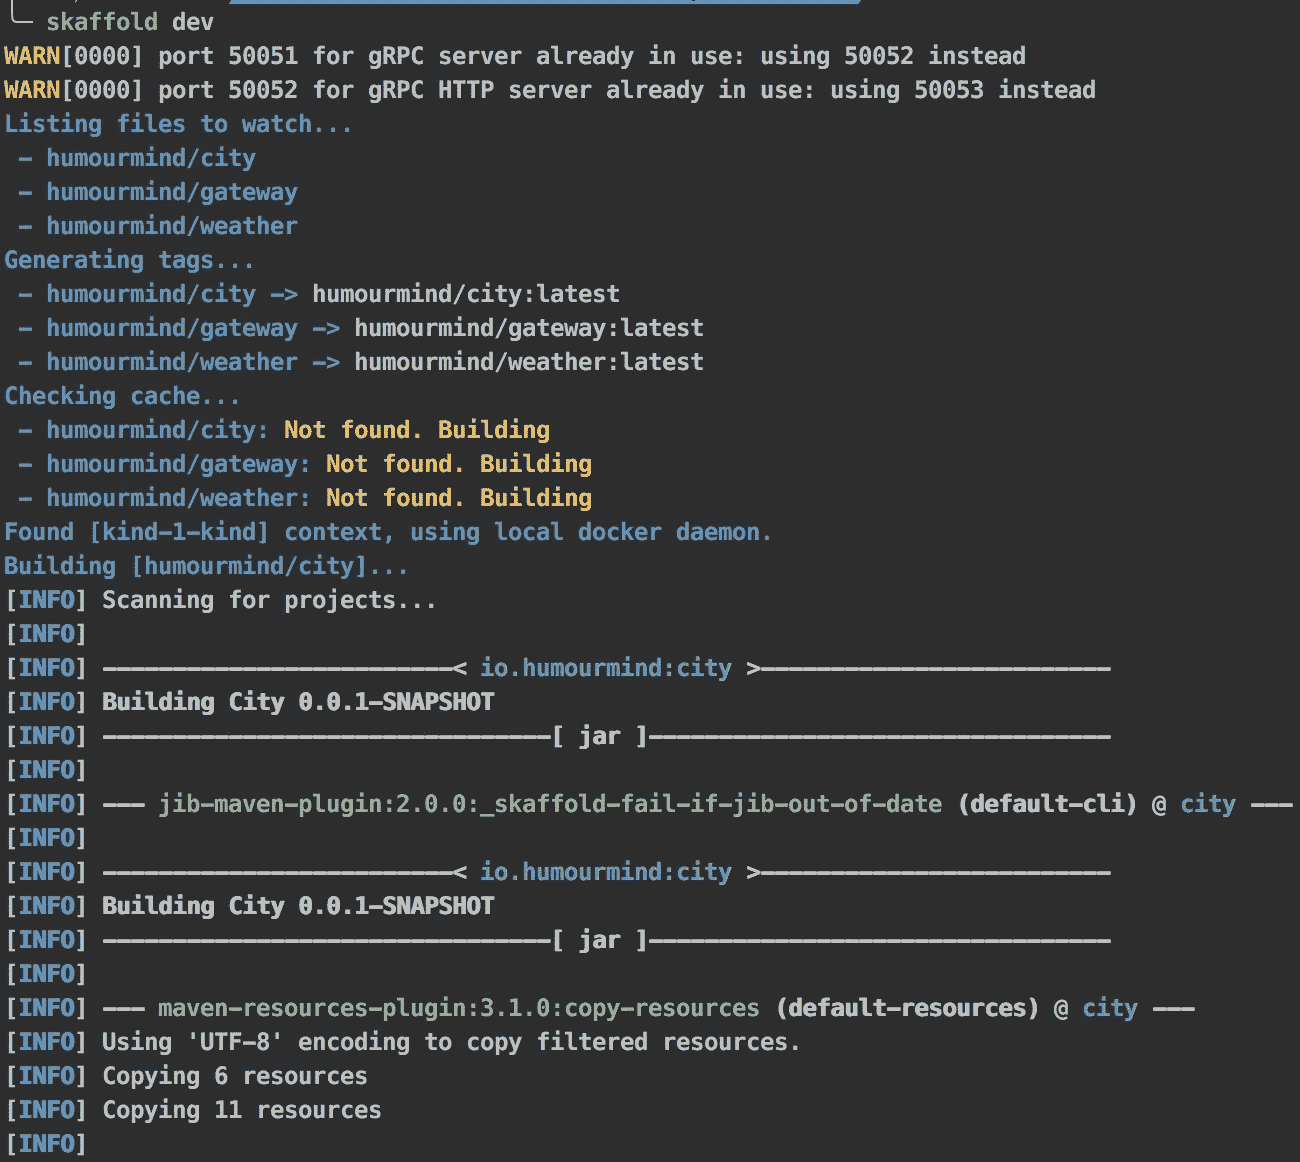 skaffold dev
WARN[0000] port 50051 for gRPC server already in use: using 50052 instead
WARN[0000] port 50052 for gRPC HTTP server already in use: using 50053 instead
Listing files to watch...
 - humourmind/city
 - humourmind/gateway
 - humourmind/weather
Generating tags...
 - humourmind/city -> humourmind/city:latest
 - humourmind/gateway -> humourmind/gateway:latest
 - humourmind/weather -> humourmind/weather:latest
Checking cache...
 - humourmind/city: Not found. Building
 - humourmind/gateway: Not found. Building
 - humourmind/weather: Not found. Building
Found [kind-1-kind] context, using local docker daemon.
Building [humourmind/city]...
[INFO] Scanning for projects...
[INFO]
[INFO] -------------------------< io.humourmind:city >-------------------------
[INFO] Building City 0.0.1-SNAPSHOT
[INFO] --------------------------------[ jar ]---------------------------------
[INFO]
[INFO] --- jib-maven-plugin:2.0.0:_skaffold-fail-if-jib-out-of-date (default-cli) @ city ---
[INFO]
[INFO] -------------------------< io.humourmind:city >-------------------------
[INFO] Building City 0.0.1-SNAPSHOT
[INFO] --------------------------------[ jar ]---------------------------------
[INFO]
[INFO] --- maven-resources-plugin:3.1.0:copy-resources (default-resources) @ city ---
[INFO] Using 'UTF-8' encoding to copy filtered resources.
[INFO] Copying 6 resources
[INFO] Copying 11 resources
[INFO]